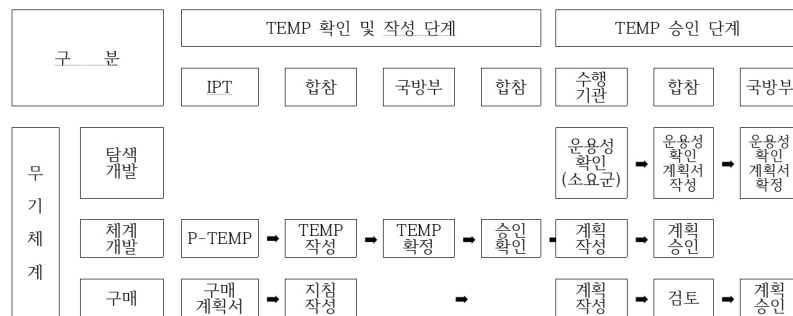 구 분
TEMP 확인 및 작성 단계
TEMP 승인 단계
IPT
합참
국방부
합참
수행
기관
합참
국방부
무
기
체
계
탐색
개발
운용성
확인
(소요군)
운용성
확인
계획서
작성
운용성
확인
계획서
확정
체계
개발
P-TEMP
TEMP
작성
TEMP
확정
승인
확인
계획
작성
계획
승인
구매
구매
계획서
지침
작성
계획
작성
검토
계획
승인